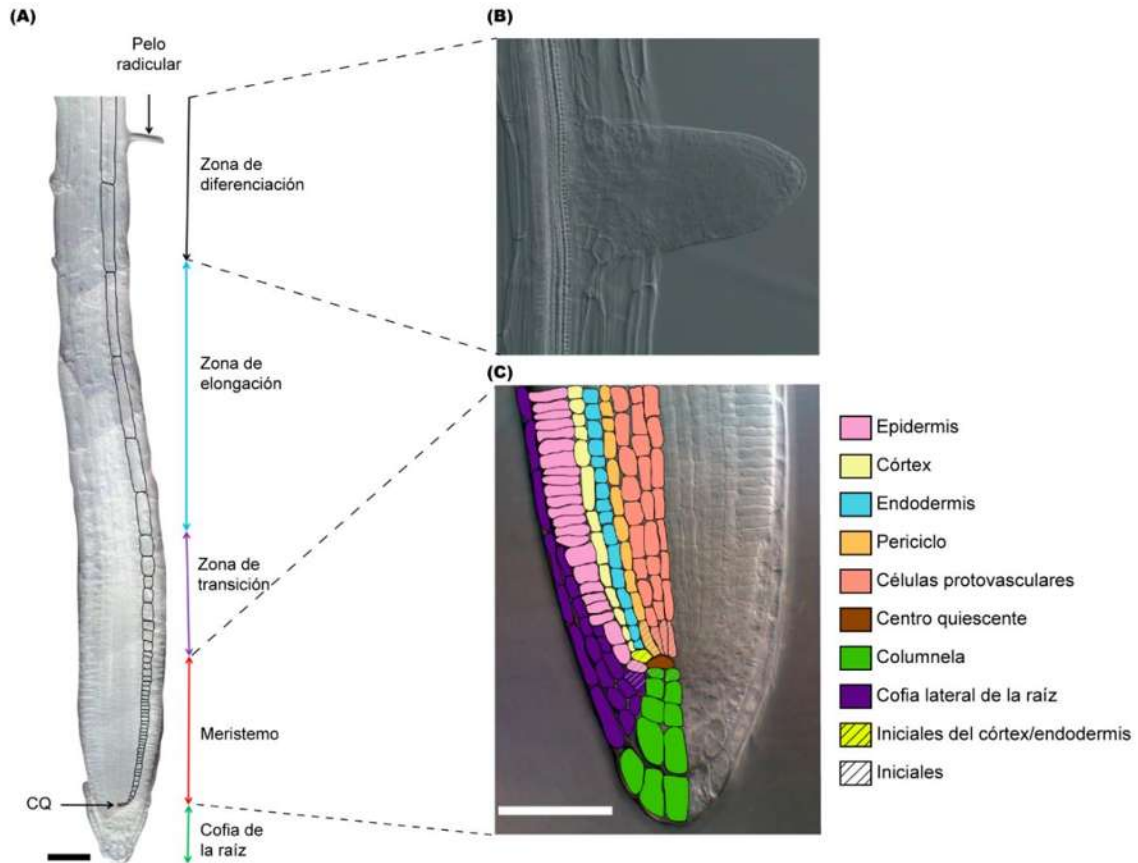 (A)
Pelo
radicular
Zona de
diferenciación
Zona de
elongación
Zona de
transición
Meristemo
CQ
Cofia de
la raíz
(B)
(C)
Epidermis
Córtex
Endodermis
Periciclo
Células protovasculares
Centro quiescente
Columnela
Cofia lateral de la raíz
Iniciales del córtex/endodermis
Iniciales